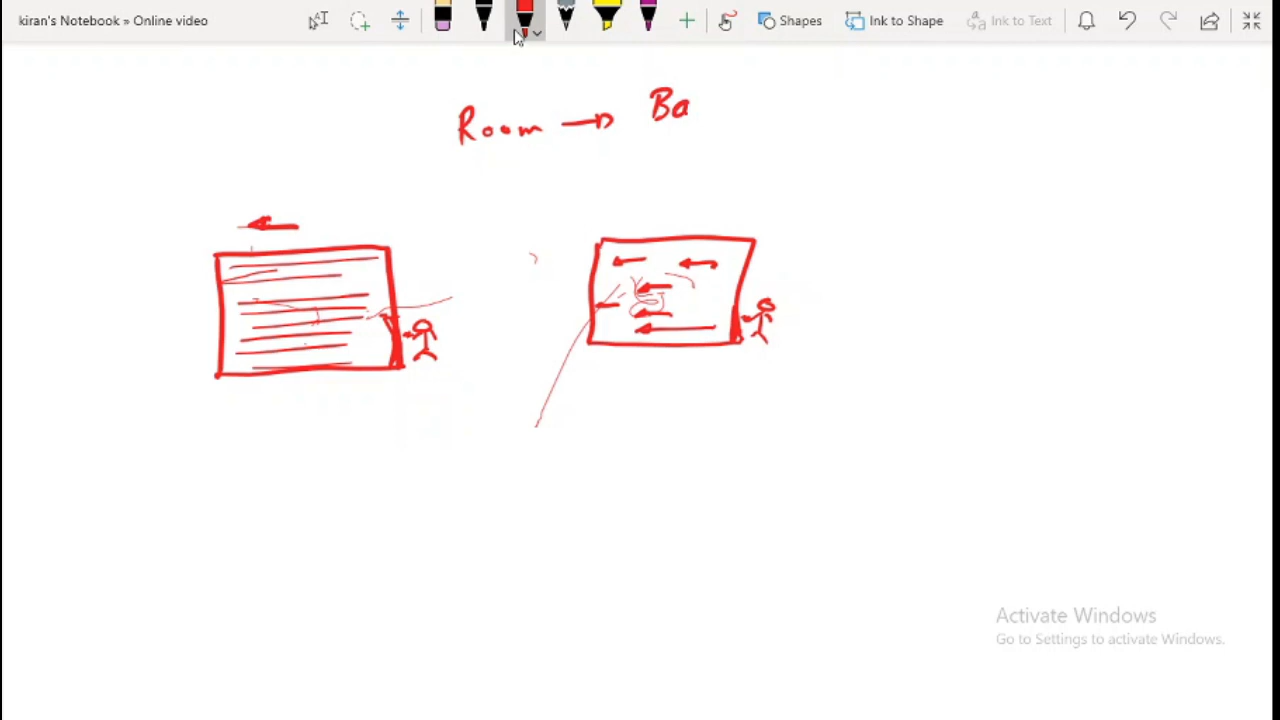 kiran's Notebook » Online video
Shapes
Ink to Shape
Ink to Text
Room → Ba
Activate Windows
Go to Settings to activate Windows.